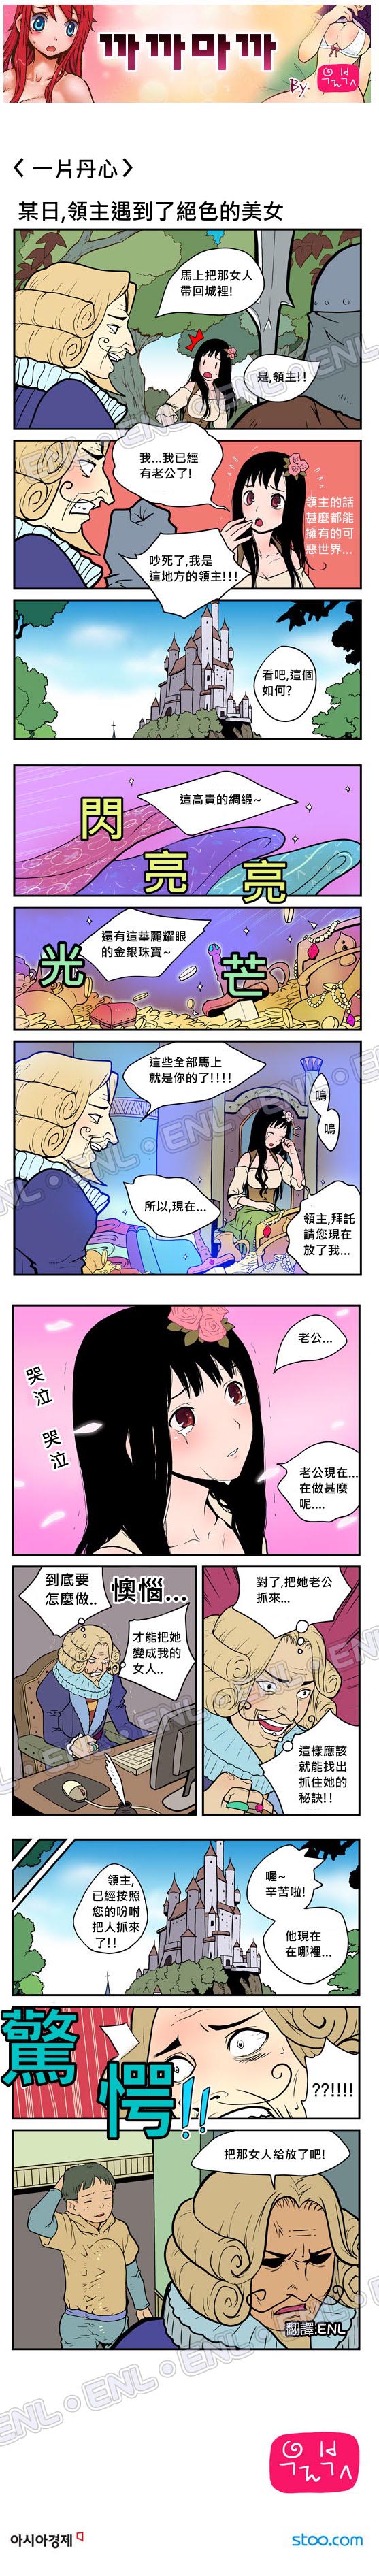 까까마까
By.
ㅇㅂ
ㄱㄴㄱㅅ
〈 一片丹心 〉
某日,領主遇到了絕色的美女
馬上把那女人
帶回城裡!
是,領主!!
我...我已經
有老公了!
領主的話
甚麼都能
擁有的可
惡世界...
吵死了,我是
這地方的領主!!!
看吧,這個
如何?
這高貴的綢緞~
閃
亮
亮
還有這華麗耀眼
的金銀珠寶~
光
芒
這些全部馬上
就是你的了!!!!
嗚
嗚
所以,現在...
領主,拜託
請您現在
放了我...
老公...
哭
泣
哭
泣
老公現在...
在做甚麼
呢....
到底要
怎麼做..
懊惱...
才能把她
變成我的
女人..
對了,把她老公
抓來...
這樣應該
就能找出
抓住她的
秘訣!!
領主,
已經按照
您的吩咐
把人抓來
了!!
喔~
辛苦啦!
他現在
在哪裡...
驚
愕!!
??!!!!
把那女人給放了吧!
翻譯:ENL
ENL • ENL • ENL
ㅇㅂ
ㄱㄴㄱㅅ
아시아경제
stoo.com